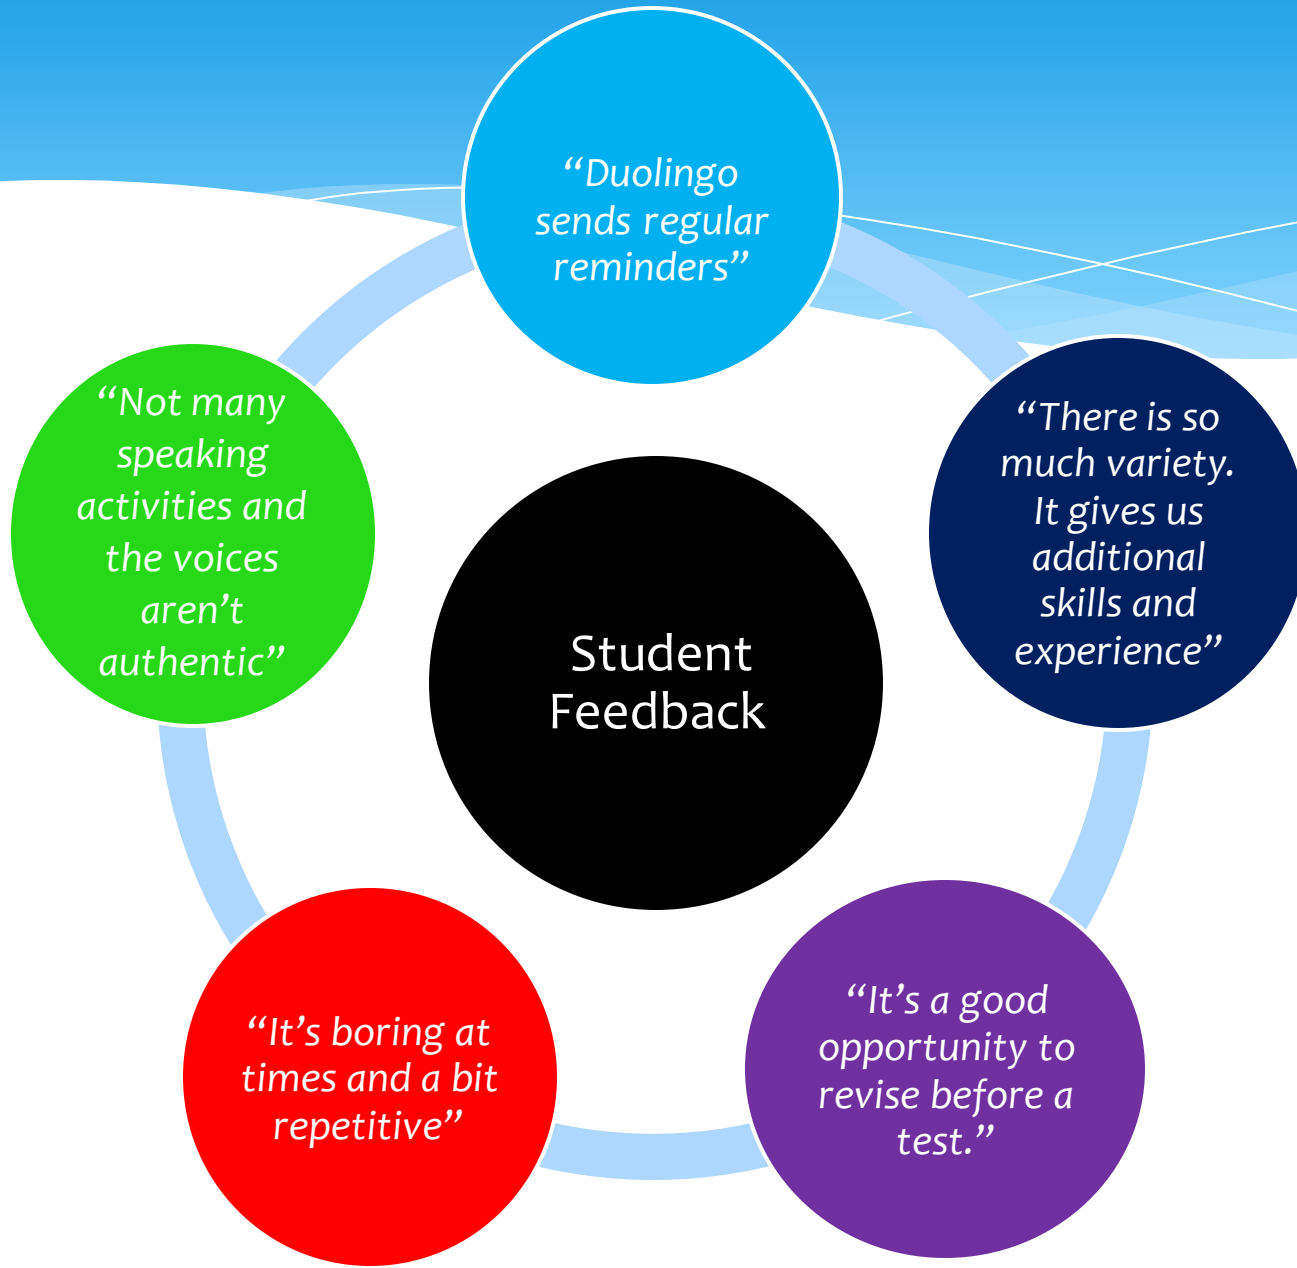 “Duolingo
sends regular
reminders”
“There is so
much variety.
It gives us
additional
skills and
experience”
“It’s a good
opportunity to
revise before a
test.”
“It’s boring at
times and a bit
repetitive”
“Not many
speaking
activities and
the voices
aren’t
authentic”
Student
Feedback